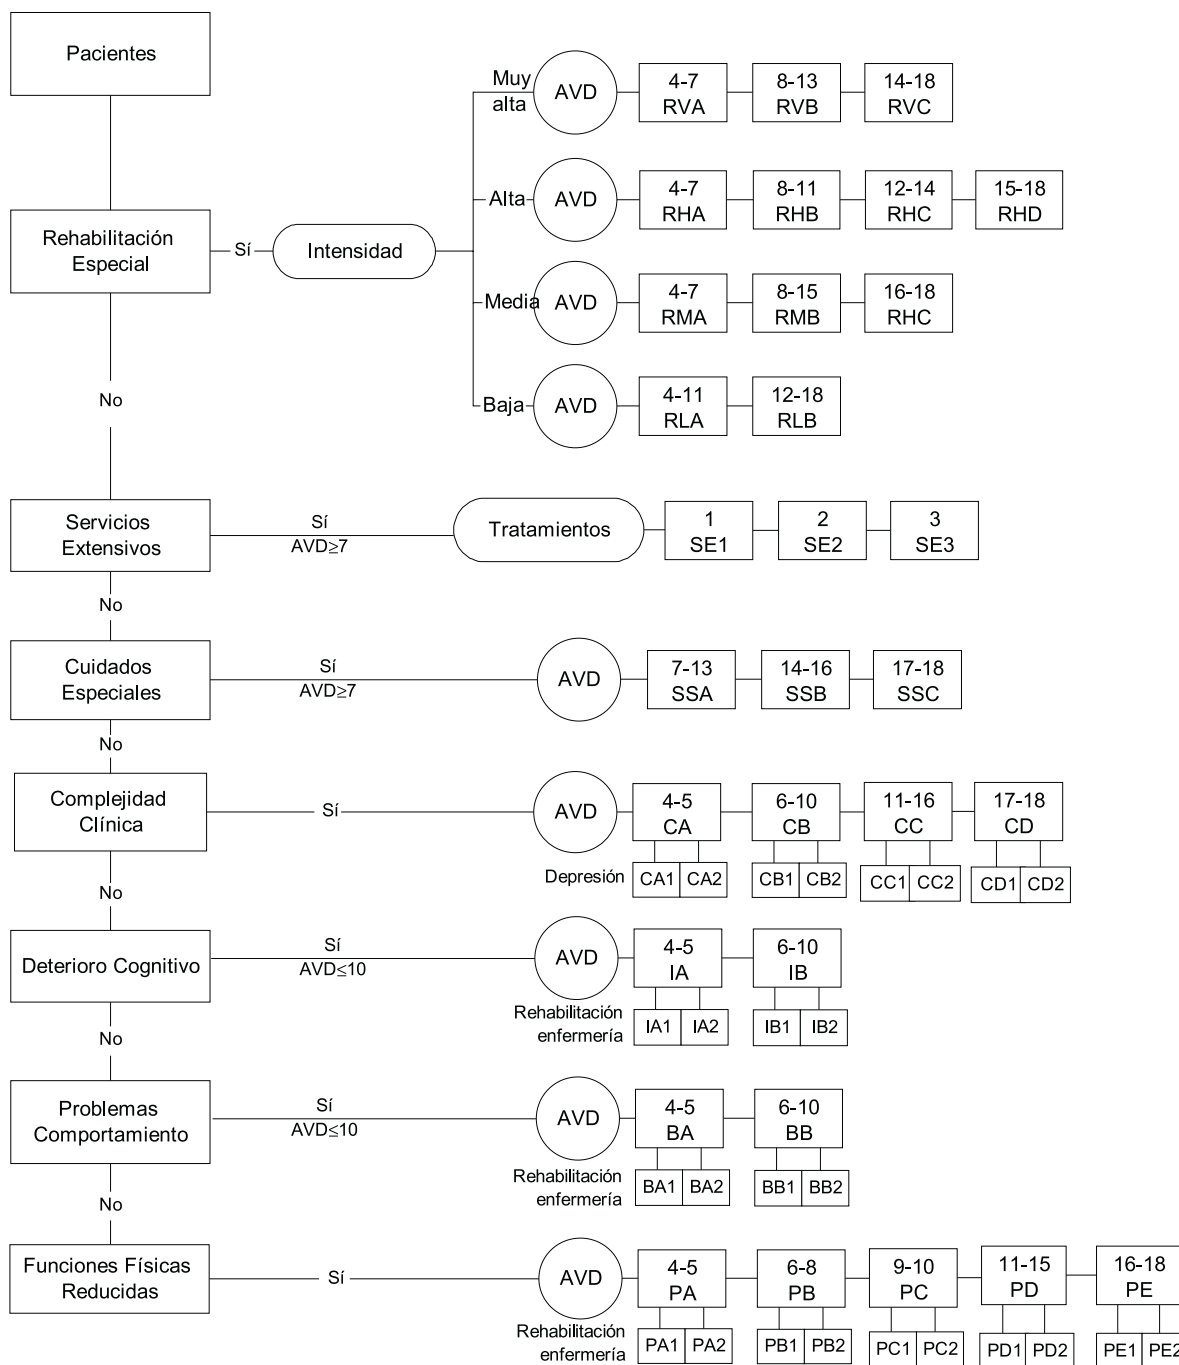 Pacientes
Muy
alta
AVD
4-7
RVA
8-13
RVB
14-18
RVC
Rehabilitación
Especial
Sí
Intensidad
Alta
AVD
4-7
RHA
8-11
RHB
12-14
RHC
15-18
RHD
Media
AVD
4-7
RMA
8-15
RMB
16-18
RHC
No
Baja
AVD
4-11
RLA
12-18
RLB
Servicios
Extensivos
Sí
AVD≥7
Tratamientos
1
SE1
2
SE2
3
SE3
No
Cuidados
Especiales
Sí
AVD≥7
AVD
7-13
SSA
14-16
SSB
17-18
SSC
No
Complejidad
Clínica
Sí
AVD
4-5
CA
6-10
CB
11-16
CC
17-18
CD
Depresión
CA1 CA2
CB1 CB2
CC1 CC2
CD1 CD2
No
Deterioro Cognitivo
Sí
AVD≤10
AVD
4-5
IA
6-10
IB
Rehabilitación
enfermería
IA1 IA2
IB1 IB2
No
Problemas
Comportamiento
Sí
AVD≤10
AVD
4-5
BA
6-10
BB
Rehabilitación
enfermería
BA1 BA2
BB1 BB2
No
Funciones Físicas
Reducidas
Sí
AVD
4-5
PA
6-8
PB
9-10
PC
11-15
PD
16-18
PE
Rehabilitación
enfermería
PA1 PA2
PB1 PB2
PC1 PC2
PD1 PD2
PE1 PE2